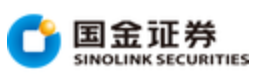 国金证券
SINOLINK SECURITIES